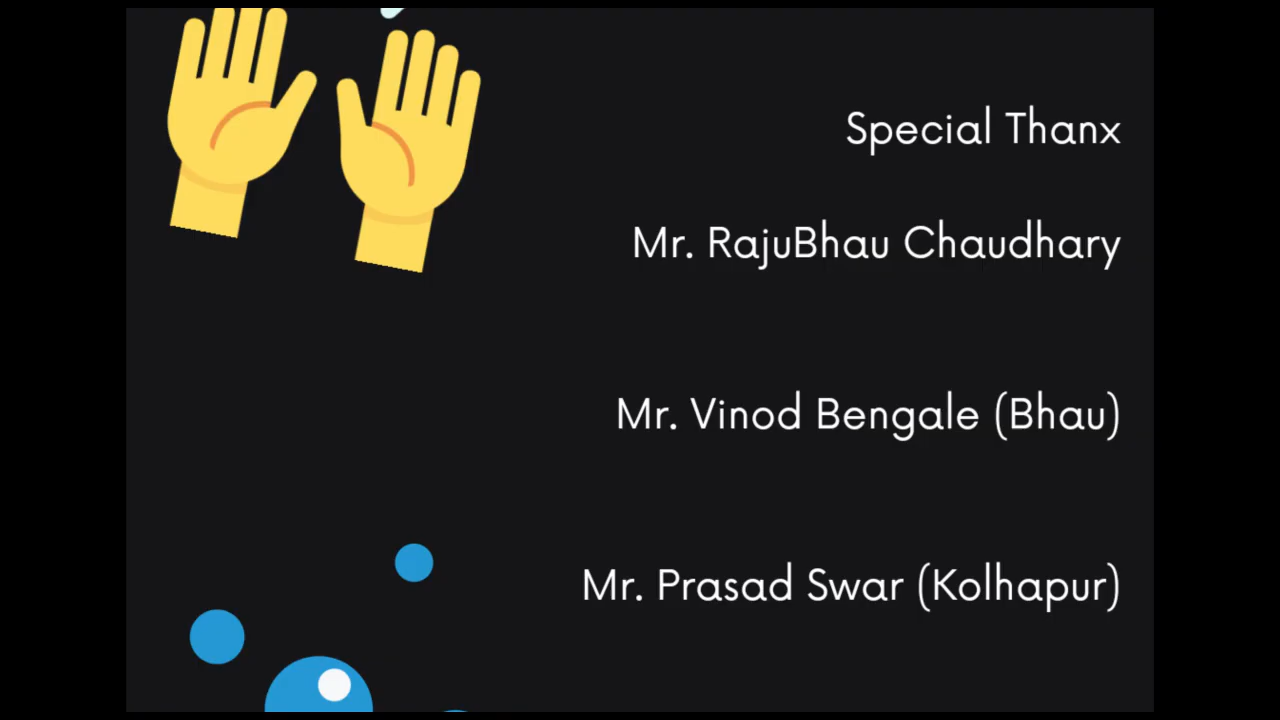 Special Thanx
Mr. RajuBhau Chaudhary
Mr. Vinod Bengale (Bhau)
Mr. Prasad Swar (Kolhapur)